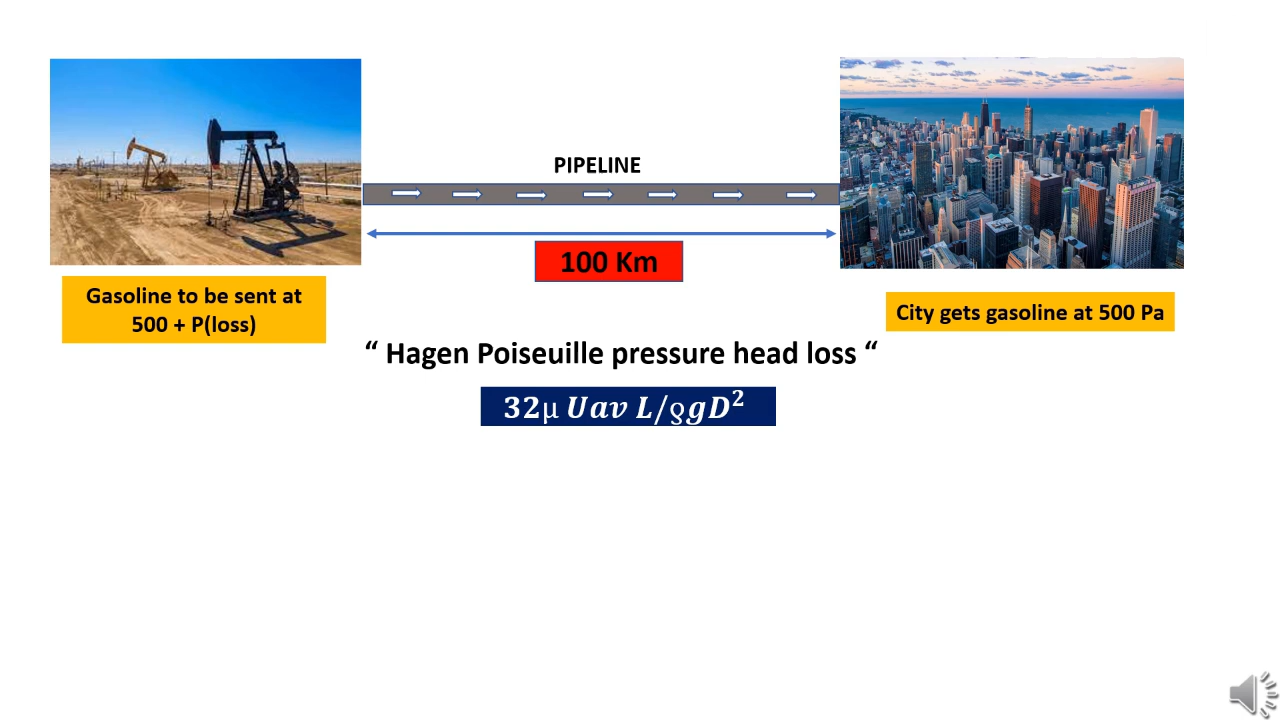 PIPELINE
100 Km
Gasoline to be sent at
500 + P(loss)
City gets gasoline at 500 Pa
“ Hagen Poiseuille pressure head loss “
32μ Uav L/ƍgD²